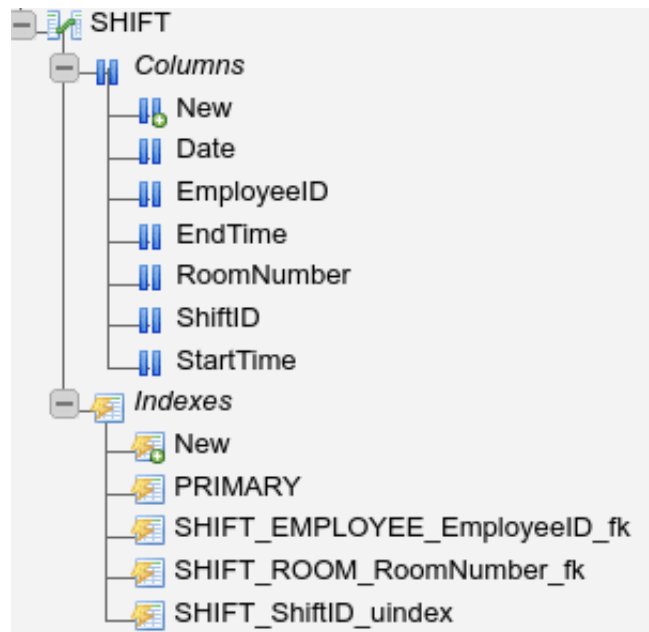 SHIFT
Columns
New
Date
EmployeeID
EndTime
RoomNumber
ShiftID
StartTime
Indexes
New
PRIMARY
SHIFT_EMPLOYEE_EmployeeID_fk
SHIFT_ROOM_RoomNumber_fk
SHIFT_ShiftID_uindex